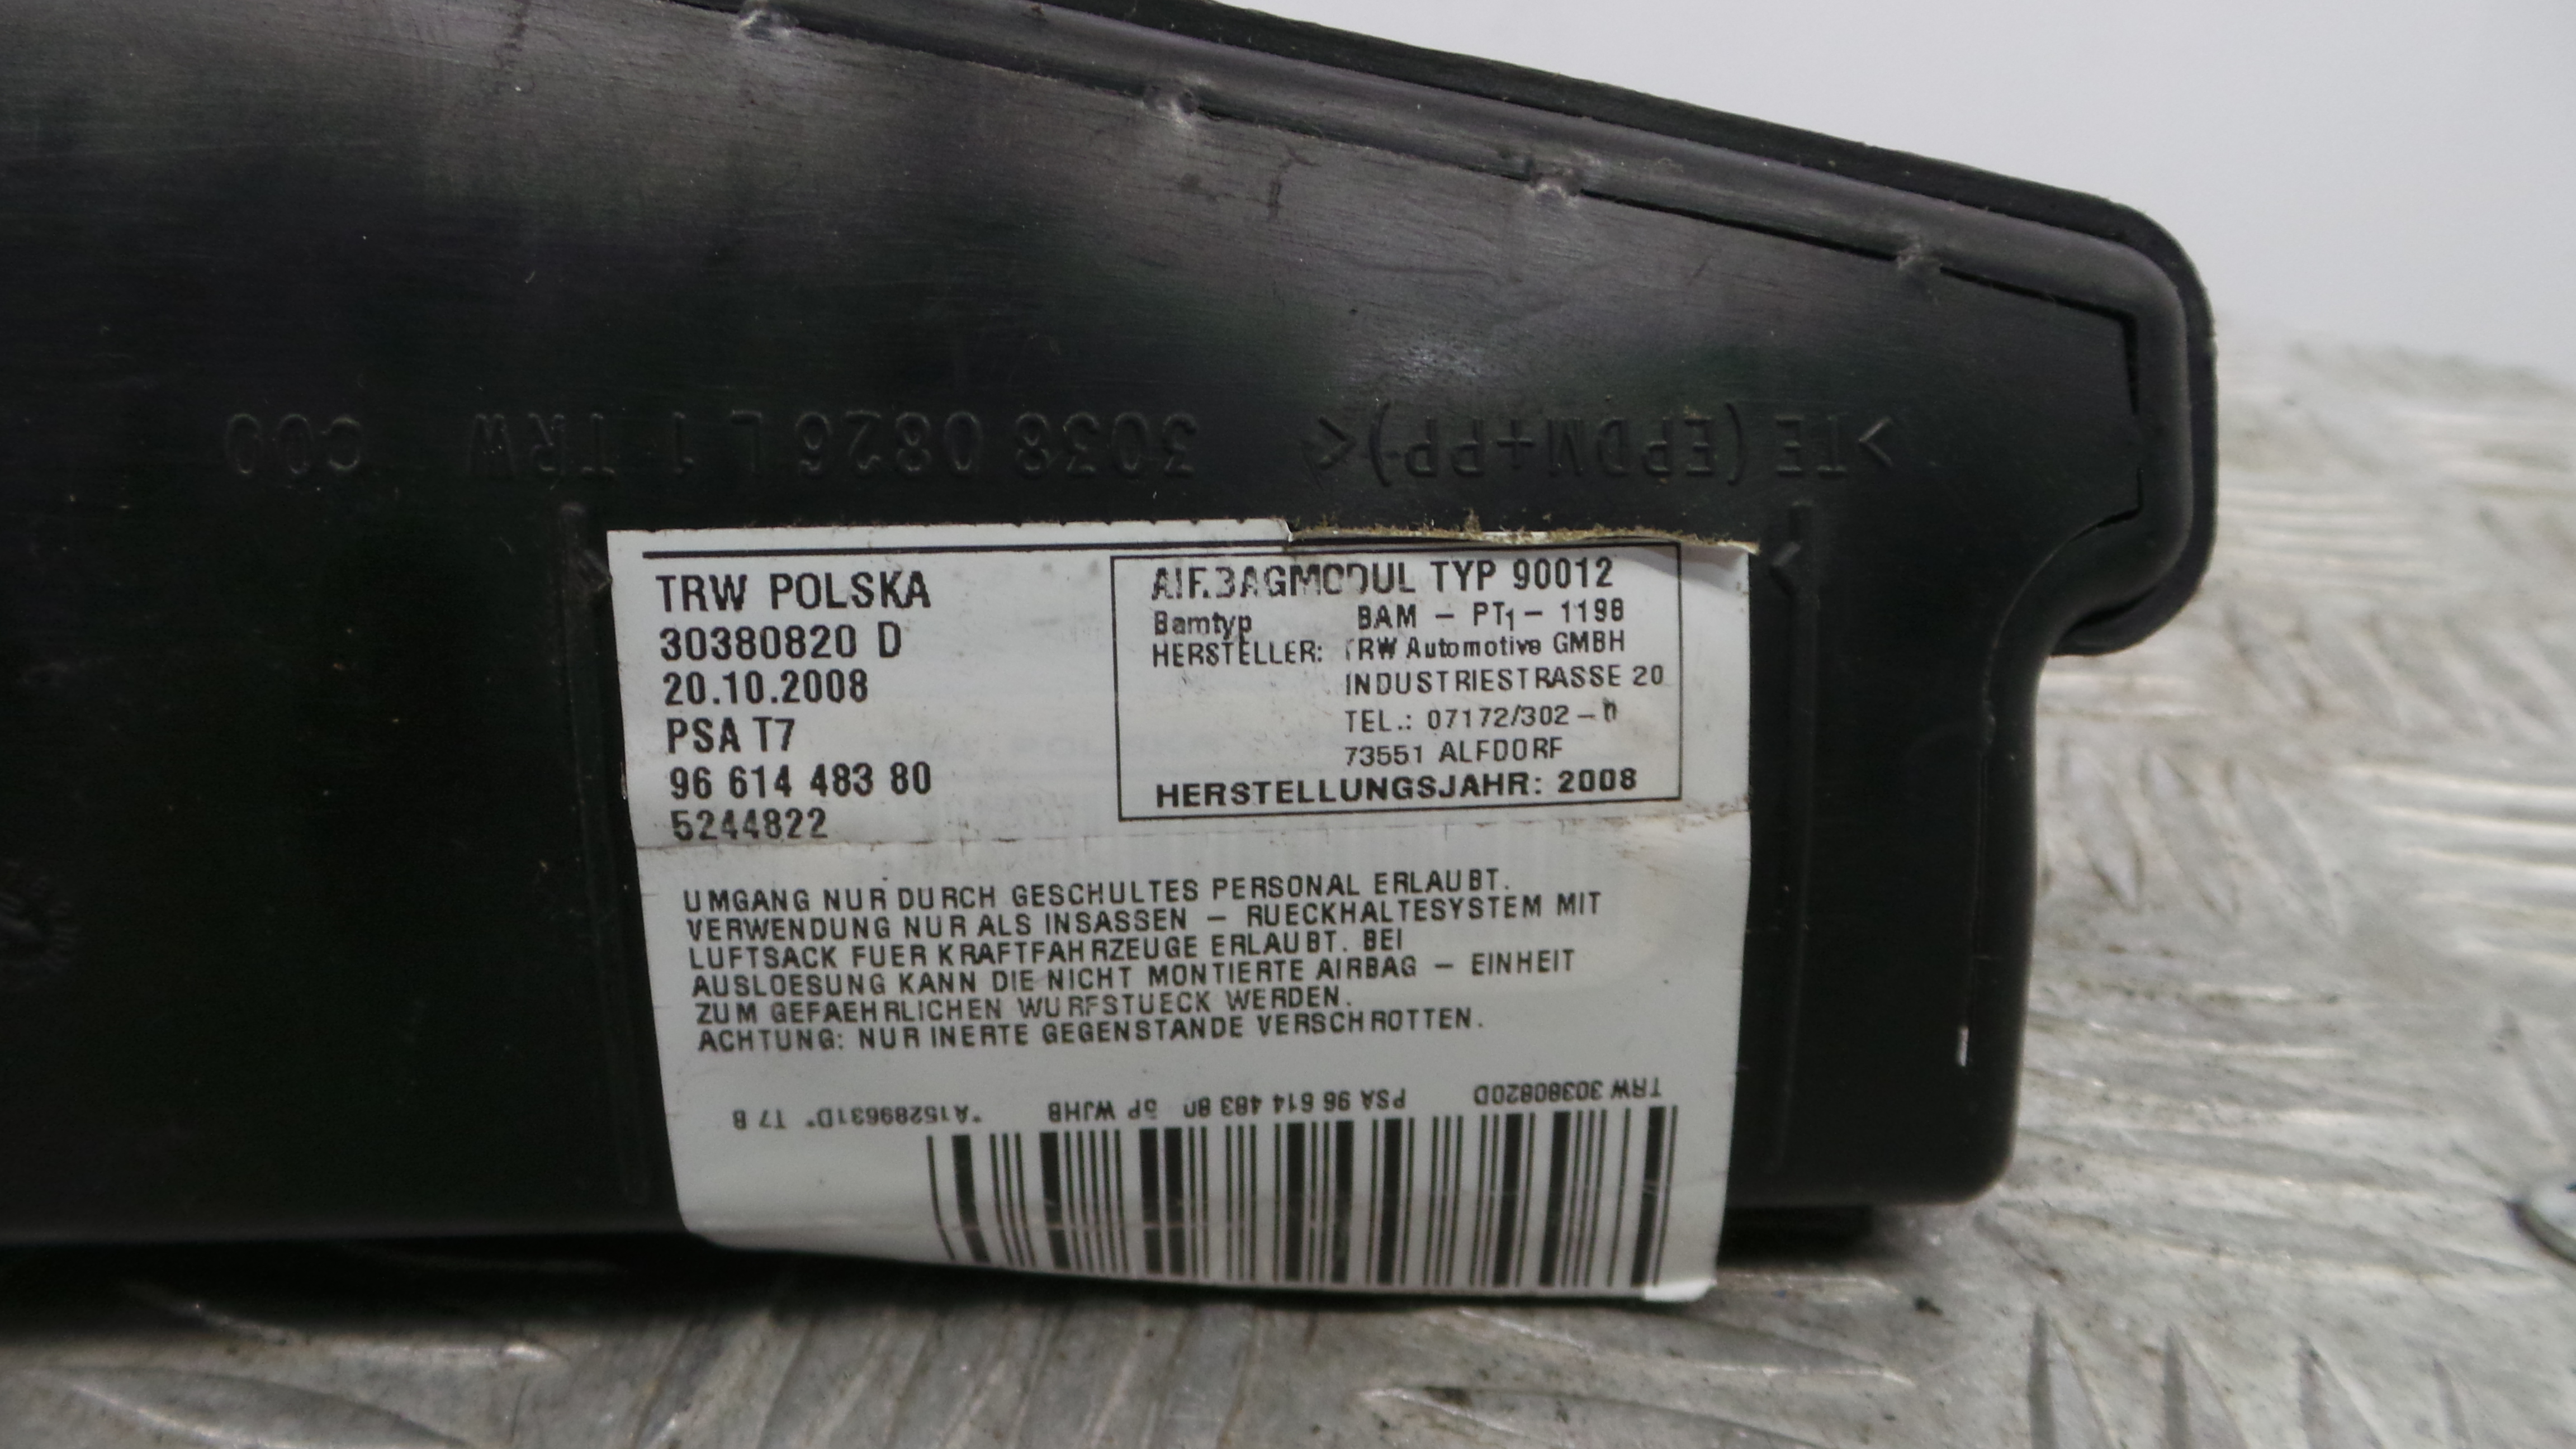 >TE (EPDM+PP)< 3038 0826 L 1 TRW C00
TRW POLSKA
30380820 D
20.10.2008
PSA T7
96 614 483 80
5244822
AIRBAGMODUL TYP 90012
Bamtyp BAM – PT1 – 1198
HERSTELLER: TRW Automotive GMBH
INDUSTRIESTRASSE 20
TEL.: 07172/302 – 0
73551 ALFDORF
HERSTELLUNGSJAHR: 2008
UMGANG NUR DURCH GESCHULTES PERSONAL ERLAUBT.
VERWENDUNG NUR ALS INSASSEN – RUECKHALTESYSTEM MIT
LUFTSACK FUER KRAFTFAHRZEUGE ERLAUBT. BEI
AUSLOESUNG KANN DIE NICHT MONTIERTE AIRBAG – EINHEIT
ZUM GEFAEHRLICHEN WURFSTUECK WERDEN.
ACHTUNG: NUR INERTE GEGENSTANDE VERSCHROTTEN.
TRW 30380820D PSA 96 614 483 80 5P WJHB *A15289631D* T7 B